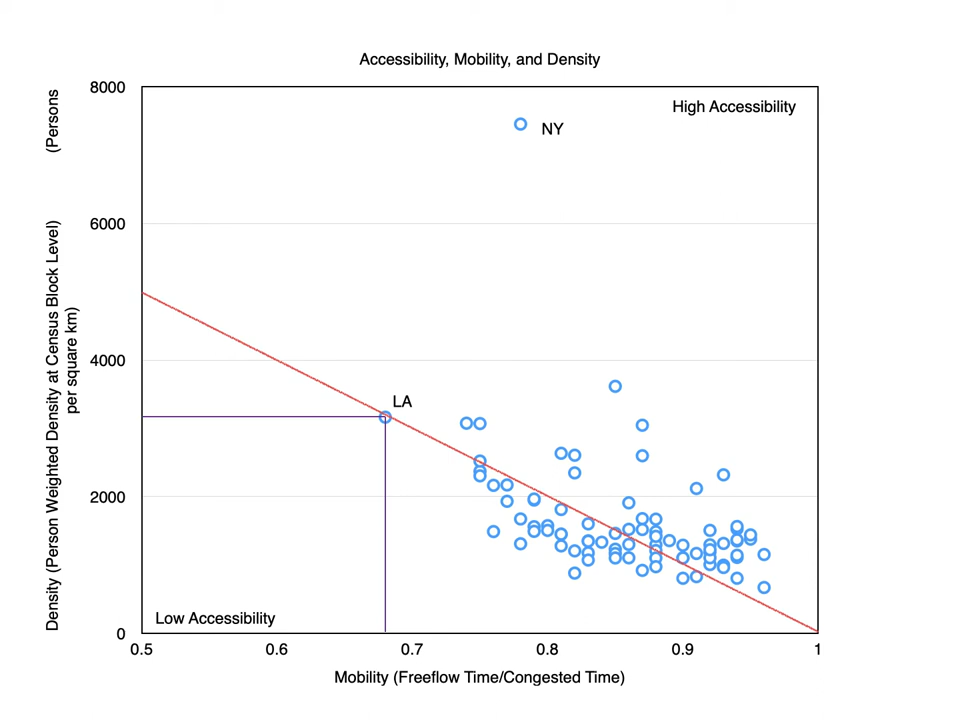 Accessibility, Mobility, and Density
Density (Person Weighted Density at Census Block Level) (Persons
per square km)
8000
6000
4000
2000
0
High Accessibility
NY
LA
Low Accessibility
0.5 0.6 0.7 0.8 0.9 1
Mobility (Freeflow Time/Congested Time)